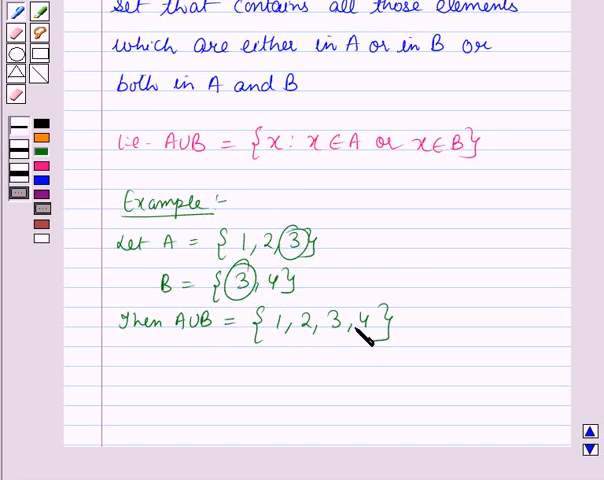 set that contains all those elements
which are either in A or in B or
both in A and B
i.e- A∪B = {x : x ∈ A or x ∈ B}
Example :-
Let A = { 1, 2, 3 }
B = { 3, 4 }
Then A∪B = { 1, 2, 3, 4 }